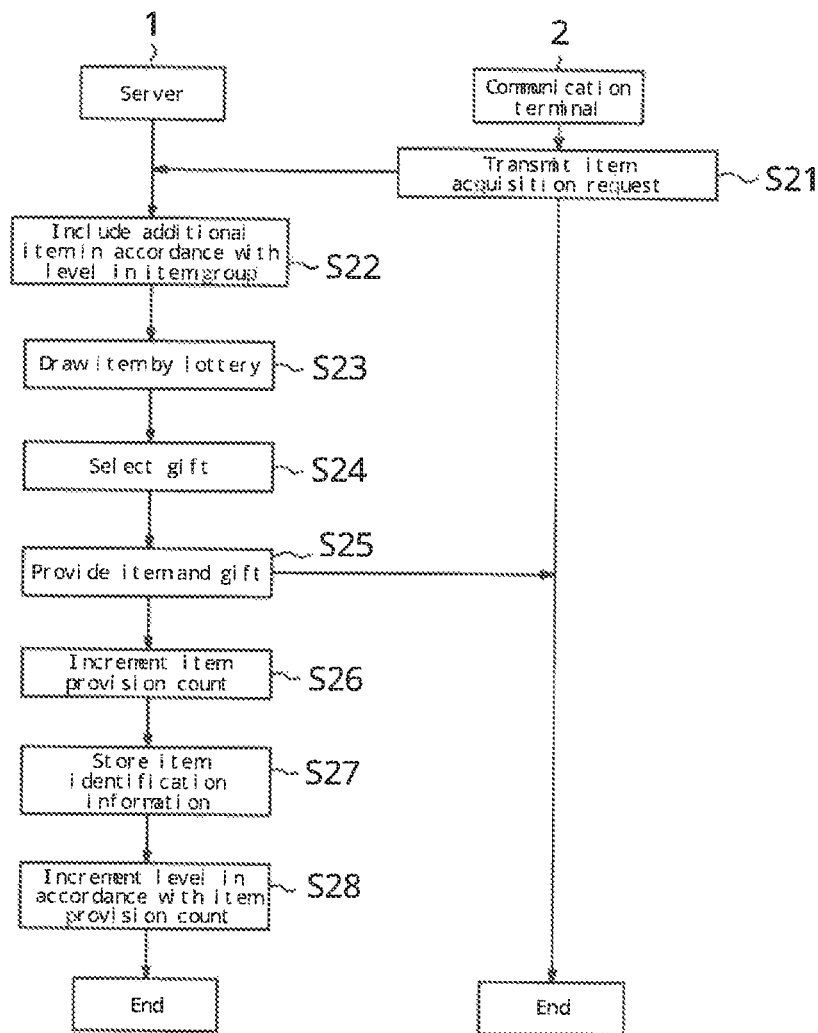 1
2
Server
Communication
terminal
Transmit item
acquisition request
S21
Include additional
item in accordance with
level in item group
S22
Draw item by lottery
S23
Select gift
S24
S25
Provide item and gift
Increment item
provision count
S26
Store item
identification
information
S27
Increment level in
accordance with item
provision count
S28
End
End